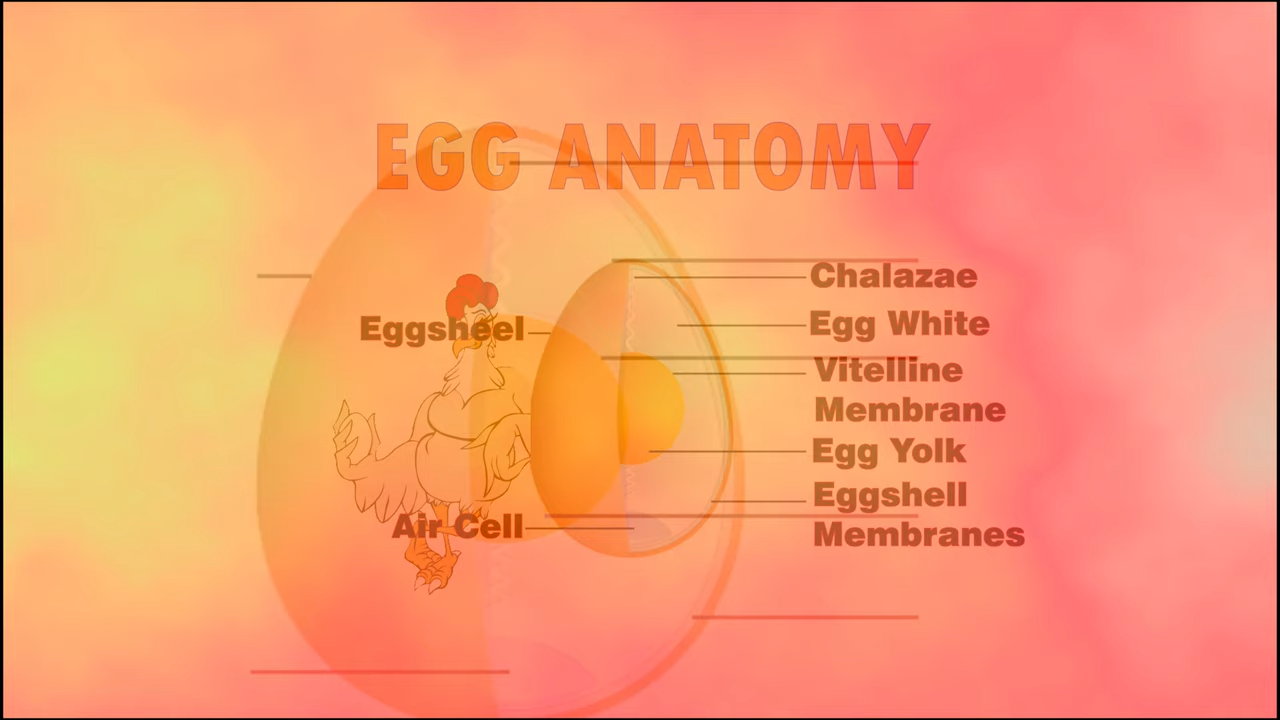 EGG ANATOMY
Chalazae
Egg White
Eggsheel
Vitelline
Membrane
Egg Yolk
Eggshell
Air Cell
Membranes